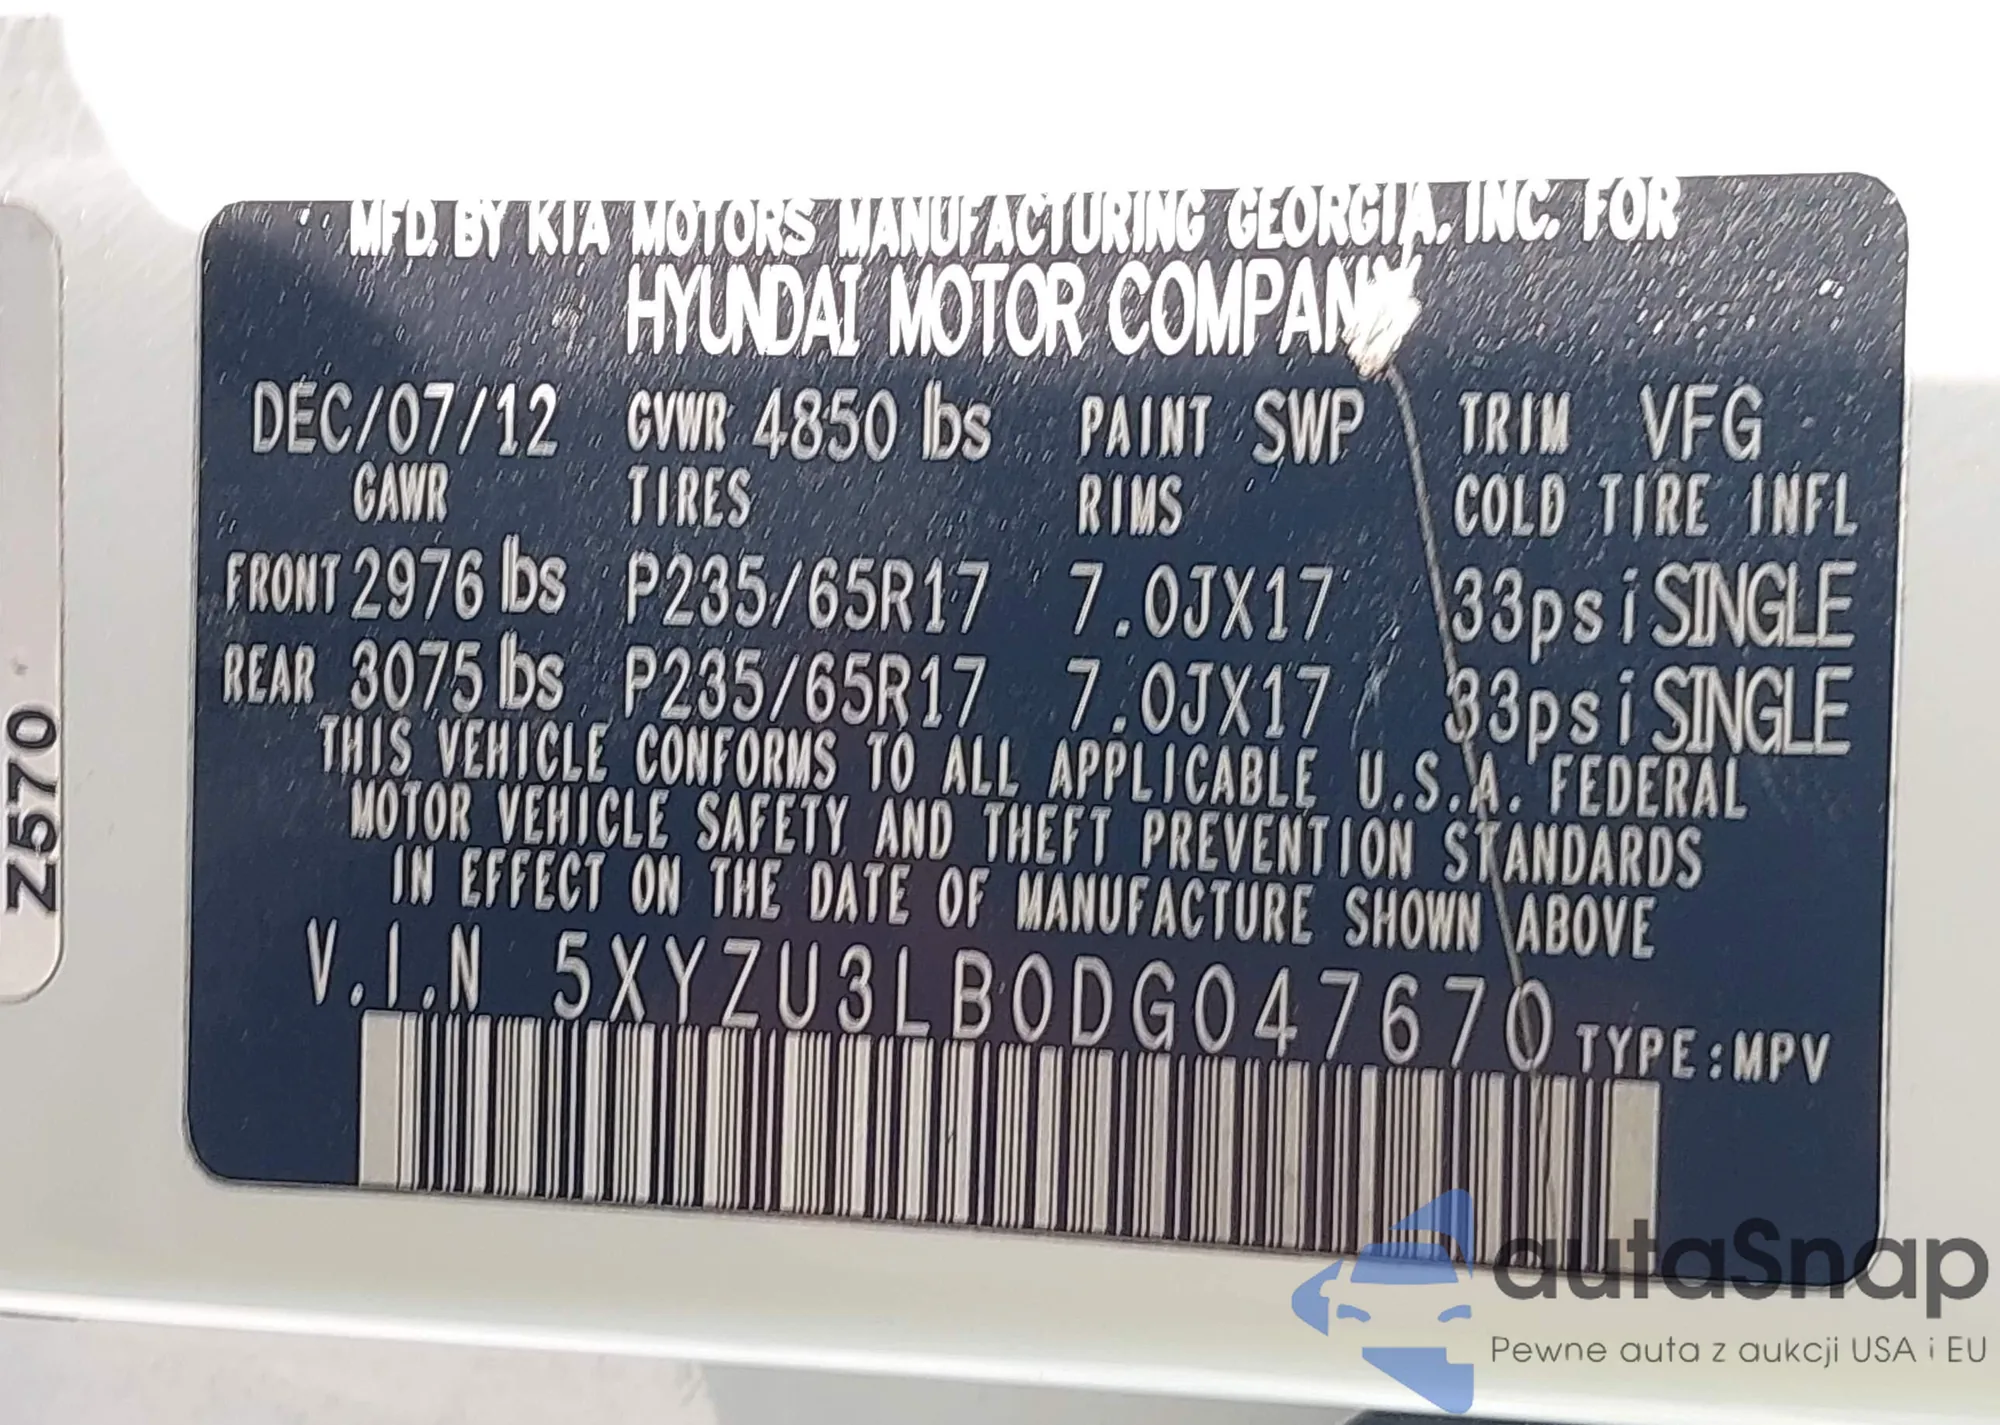 MFD. BY KIA MOTORS MANUFACTURING GEORGIA, INC. FOR
HYUNDAI MOTOR COMPANY
DEC/07/12 GVWR 4850 lbs PAINT SWP TRIM VFG
GAWR TIRES RIMS COLD TIRE INFL
FRONT 2976 lbs P235/65R17 7.0JX17 33psi SINGLE
REAR 3075 lbs P235/65R17 7.0JX17 33psi SINGLE
THIS VEHICLE CONFORMS TO ALL APPLICABLE U.S.A. FEDERAL
MOTOR VEHICLE SAFETY AND THEFT PREVENTION STANDARDS
IN EFFECT ON THE DATE OF MANUFACTURE SHOWN ABOVE
V.I.N 5XYZU3LB0DG047670 TYPE:MPV
Z570
autaSnap
Pewne auta z aukcji USA i EU